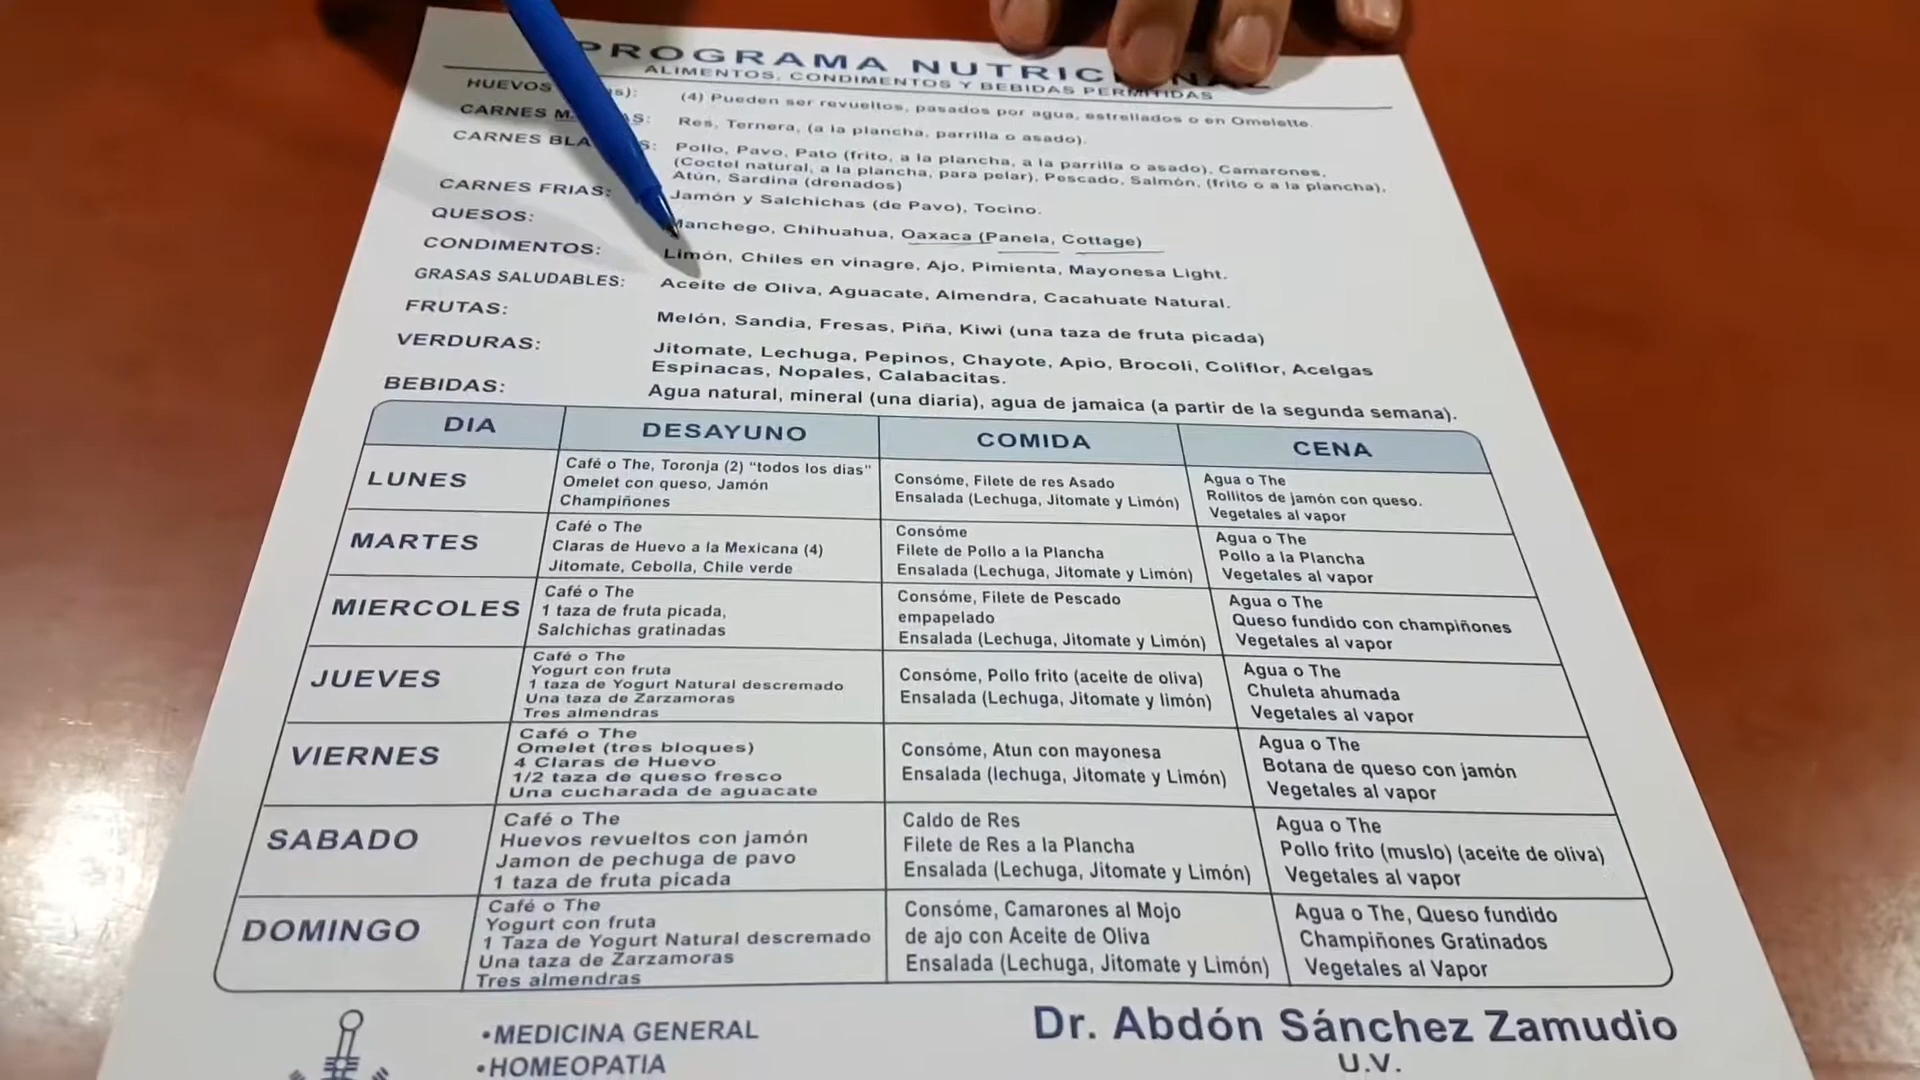 PROGRAMA
ALIMENTOS, CONDIMENTOS Y BEBIDAS PERMITIDAS
HUEVOS (4) Pueden ser revueltos, pasados por agua, estrellados o en Omelette.
CARNES Res, Ternera, (a la plancha, parrilla o asado).
CARNES Pollo, Pavo, Pato (frito, a la plancha, a la parrilla o asado), Camarones,
(Coctel natural, a la plancha, para pelar), Pescado, Salmón, (frito o a la plancha),
Atún, Sardina (drenados)
CARNES FRIAS: Jamón y Salchichas (de Pavo), Tocino.
QUESOS: Manchego, Chihuahua, Oaxaca (Panela, Cottage)
CONDIMENTOS: Limón, Chiles en vinagre, Ajo, Pimienta, Mayonesa Light.
GRASAS SALUDABLES: Aceite de Oliva, Aguacate, Almendra, Cacahuate Natural.
FRUTAS: Melón, Sandia, Fresas, Piña, Kiwi (una taza de fruta picada)
VERDURAS: Jitomate, Lechuga, Pepinos, Chayote, Apio, Brocoli, Coliflor, Acelgas
Espinacas, Nopales, Calabacitas.
BEBIDAS: Agua natural, mineral (una diaria), agua de jamaica (a partir de la segunda semana).
DIA DESAYUNO COMIDA CENA
LUNES
Café o The, Toronja (2) "todos los dias"
Omelet con queso, Jamón
Champiñones
Consóme, Filete de res Asado
Ensalada (Lechuga, Jitomate y Limón)
Agua o The
Rollitos de jamón con queso.
Vegetales al vapor
MARTES
Café o The
Claras de Huevo a la Mexicana (4)
Jitomate, Cebolla, Chile verde
Consóme
Filete de Pollo a la Plancha
Ensalada (Lechuga, Jitomate y Limón)
Agua o The
Pollo a la Plancha
Vegetales al vapor
MIERCOLES
Café o The
1 taza de fruta picada,
Salchichas gratinadas
Consóme, Filete de Pescado
empapelado
Ensalada (Lechuga, Jitomate y Limón)
Agua o The
Queso fundido con champiñones
Vegetales al vapor
JUEVES
Café o The
Yogurt con fruta
1 taza de Yogurt Natural descremado
Una taza de Zarzamoras
Tres almendras
Consóme, Pollo frito (aceite de oliva)
Ensalada (Lechuga, Jitomate y limón)
Agua o The
Chuleta ahumada
Vegetales al vapor
VIERNES
Café o The
Omelet (tres bloques)
4 Claras de Huevo
1/2 taza de queso fresco
Una cucharada de aguacate
Consóme, Atun con mayonesa
Ensalada (lechuga, Jitomate y Limón)
Agua o The
Botana de queso con jamón
Vegetales al vapor
SABADO
Café o The
Huevos revueltos con jamón
Jamon de pechuga de pavo
1 taza de fruta picada
Caldo de Res
Filete de Res a la Plancha
Ensalada (Lechuga, Jitomate y Limón)
Agua o The
Pollo frito (muslo) (aceite de oliva)
Vegetales al vapor
DOMINGO
Café o The
Yogurt con fruta
1 Taza de Yogurt Natural descremado
Una taza de Zarzamoras
Tres almendras
Consóme, Camarones al Mojo
de ajo con Aceite de Oliva
Ensalada (Lechuga, Jitomate y Limón)
Agua o The, Queso fundido
Champiñones Gratinados
Vegetales al Vapor
•MEDICINA GENERAL
•HOMEOPATIA
Dr. Abdón Sánchez Zamudio
U.V.